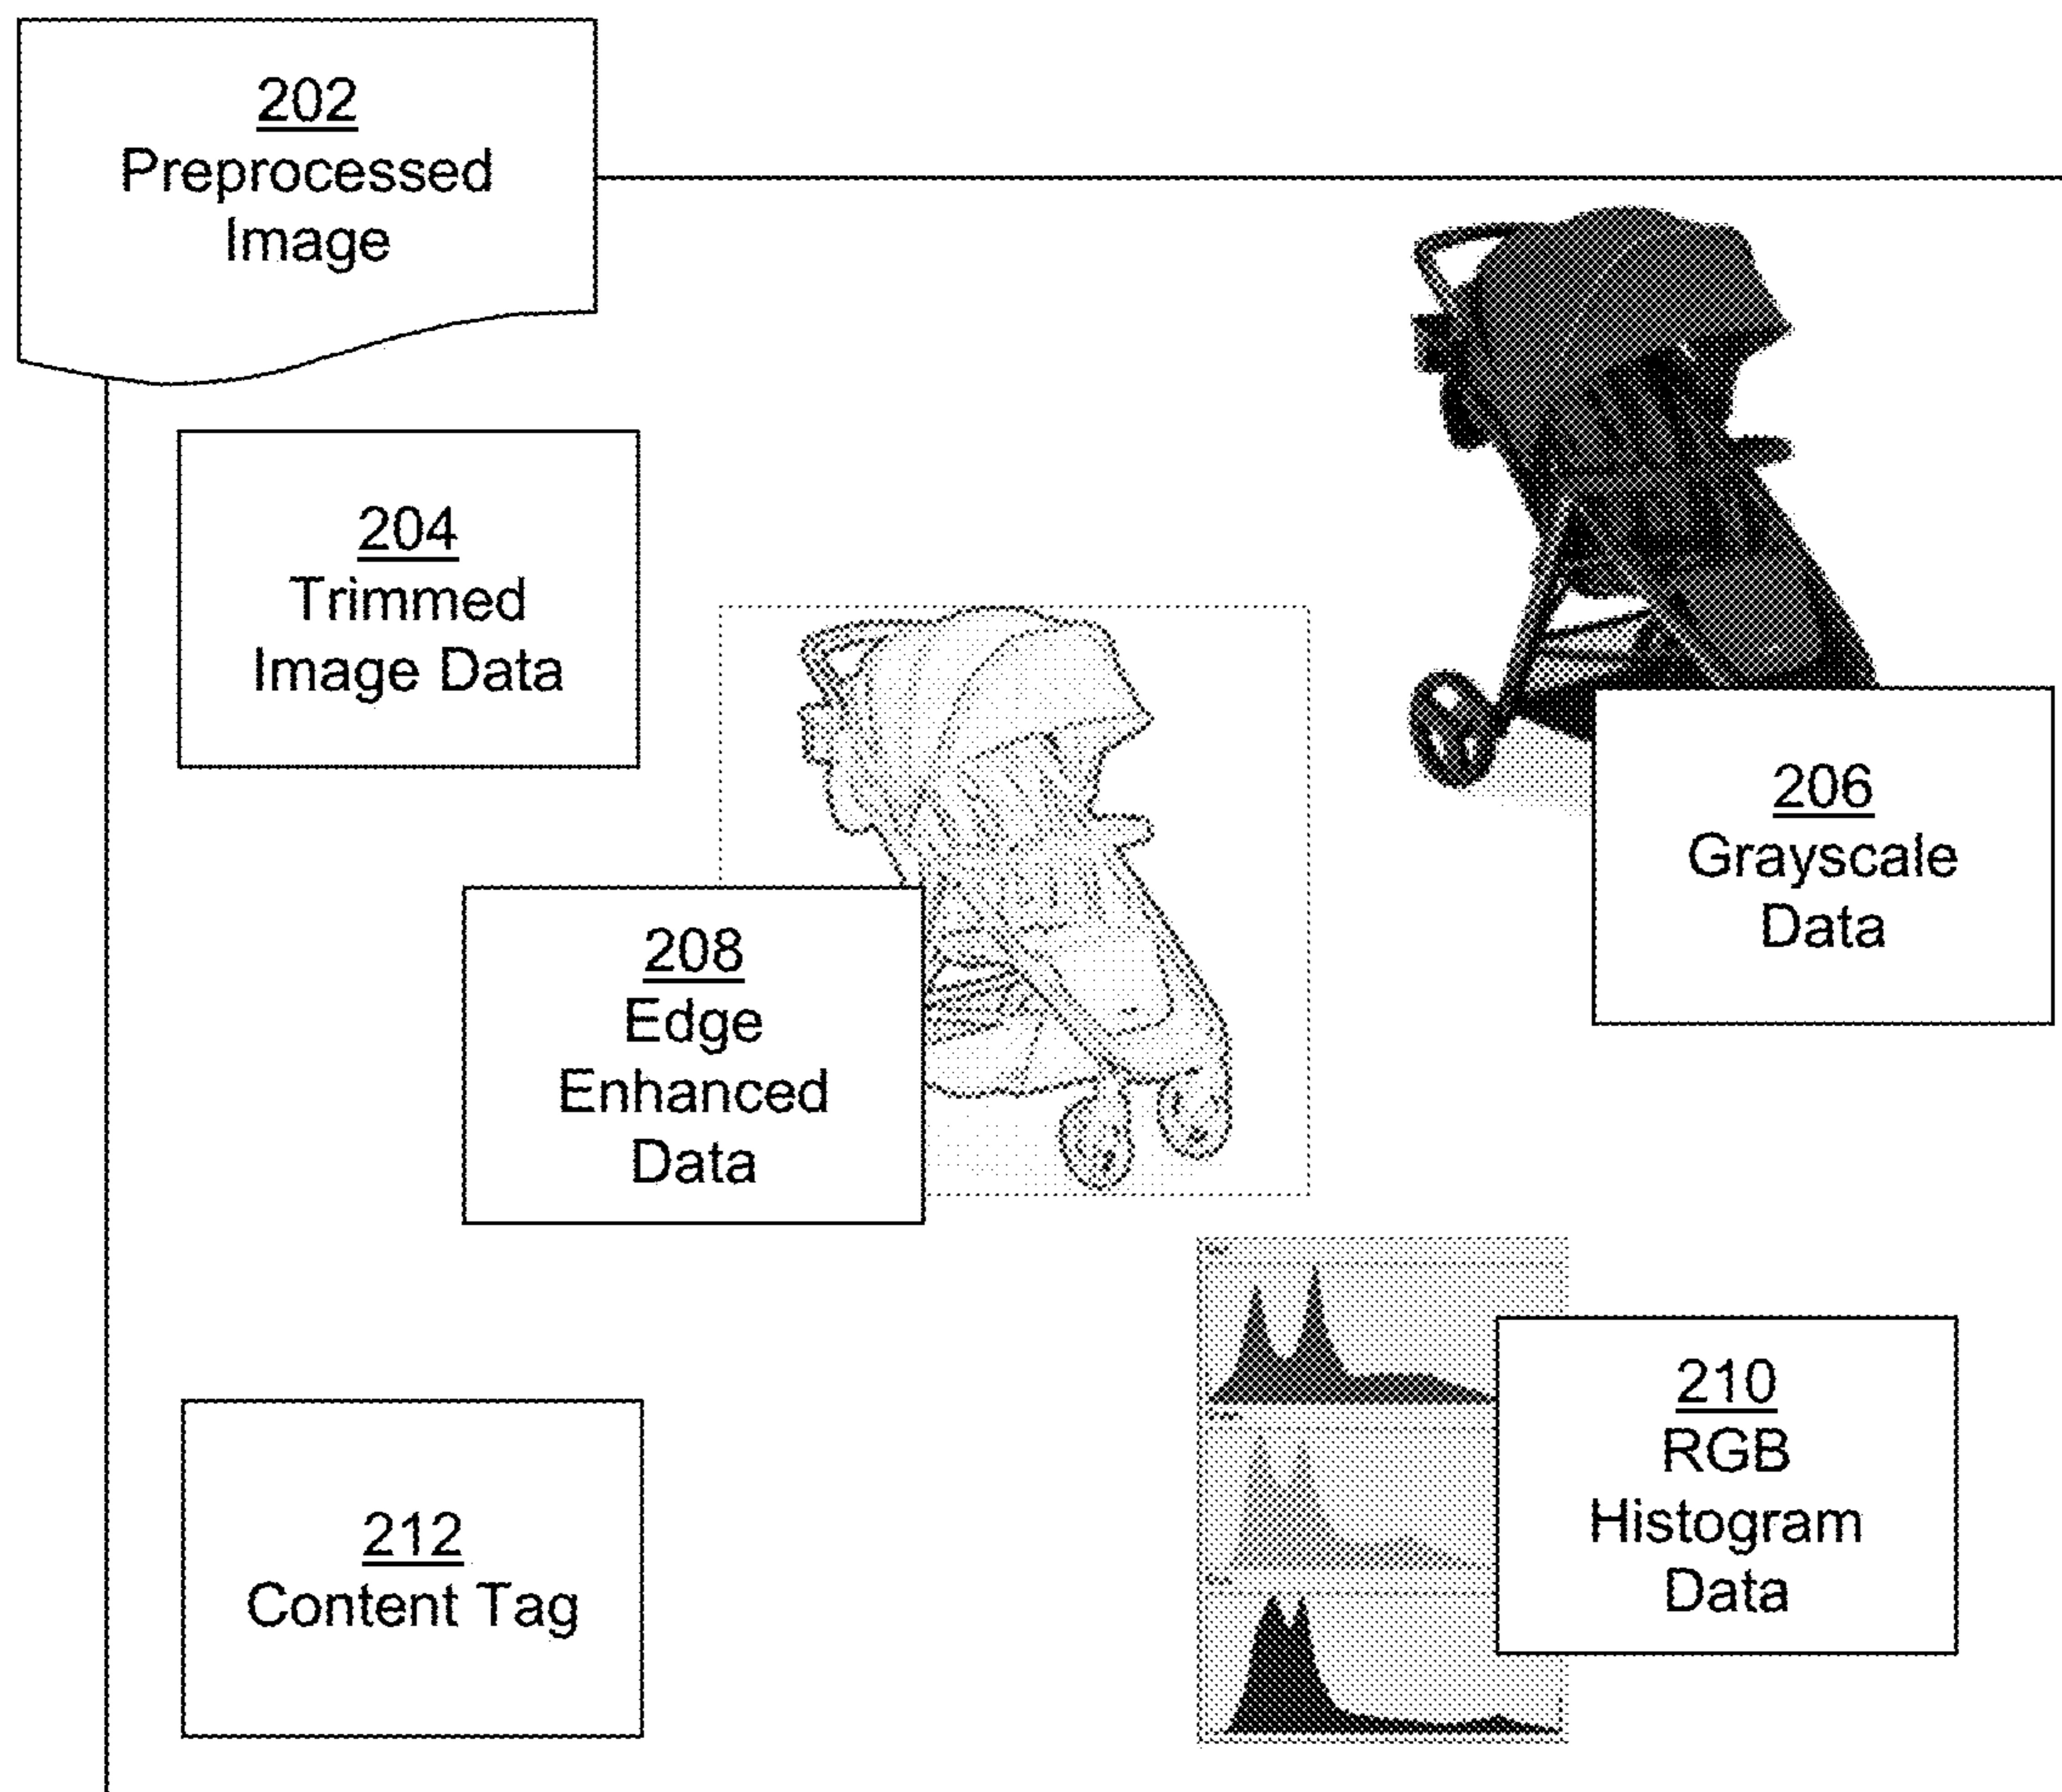 202
Preprocessed
Image
204
Trimmed
Image Data
206
Grayscale
Data
208
Edge
Enhanced
Data
210
RGB
Histogram
Data
212
Content Tag